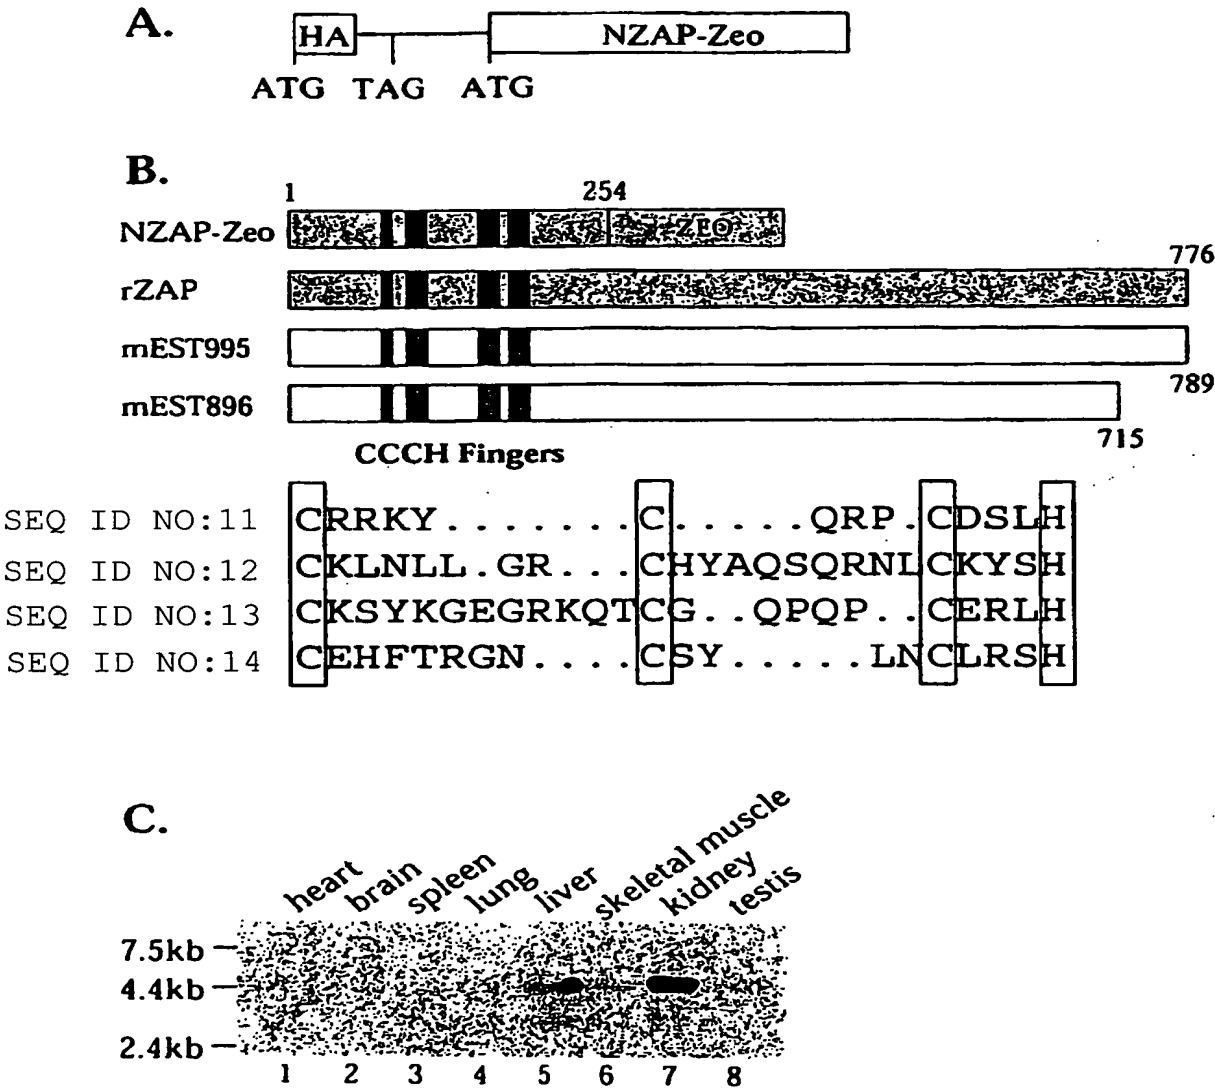 A.
HA NZAP-Zeo
ATG TAG ATG
B.
1 254
NZAP-Zeo ZEO
776
rZAP
mEST995
789
mEST896
715
CCCH Fingers
SEQ ID NO:11 CRRKY.......C.....QRP.CDSLH
SEQ ID NO:12 CKLNLL.GR...CHYAQSQRNLCKYSH
SEQ ID NO:13 CKSYKGEGRKQTCG..QPQP..CERLH
SEQ ID NO:14 CEHFTRGN....CSY.....LNCLRSH
C.
heart brain spleen lung liver skeletal muscle kidney testis
7.5kb
4.4kb
2.4kb
1 2 3 4 5 6 7 8